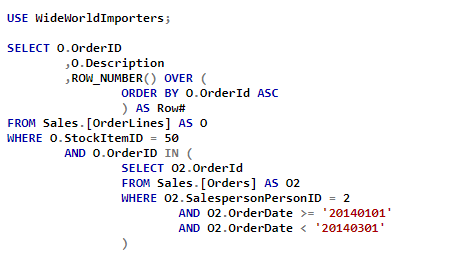 USE WideWorldImporters;
SELECT O.OrderID
,O.Description
,ROW_NUMBER() OVER (
ORDER BY O.OrderId ASC
) AS Row#
FROM Sales.[OrderLines] AS O
WHERE O.StockItemID = 50
AND O.OrderID IN (
SELECT O2.OrderId
FROM Sales.[Orders] AS O2
WHERE O2.SalespersonPersonID = 2
AND O2.OrderDate >= '20140101'
AND O2.OrderDate < '20140301'
)